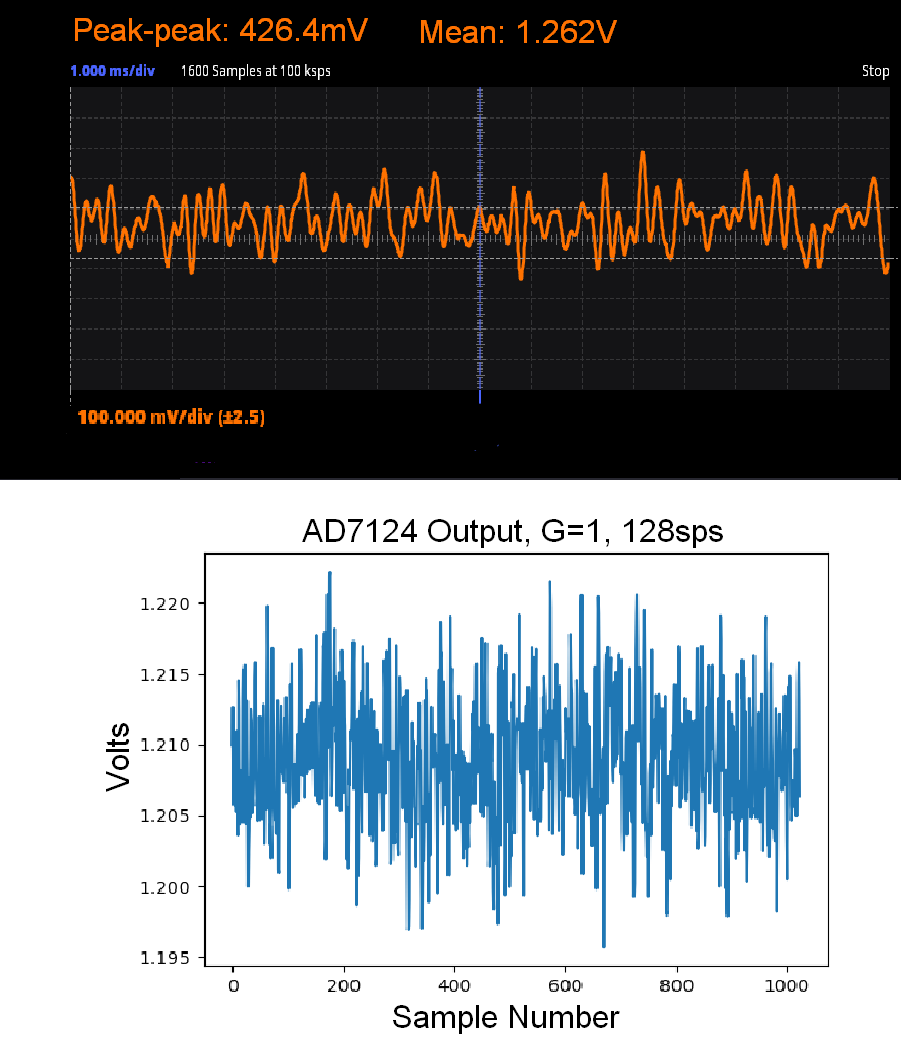 Peak-peak: 426.4mV Mean: 1.262V
1.000 ms/div 1600 Samples at 100 ksps Stop
100.000 mV/div (±2.5)
AD7124 Output, G=1, 128sps
1.220
1.215
1.210
1.205
1.200
1.195
Volts
0 200 400 600 800 1000
Sample Number